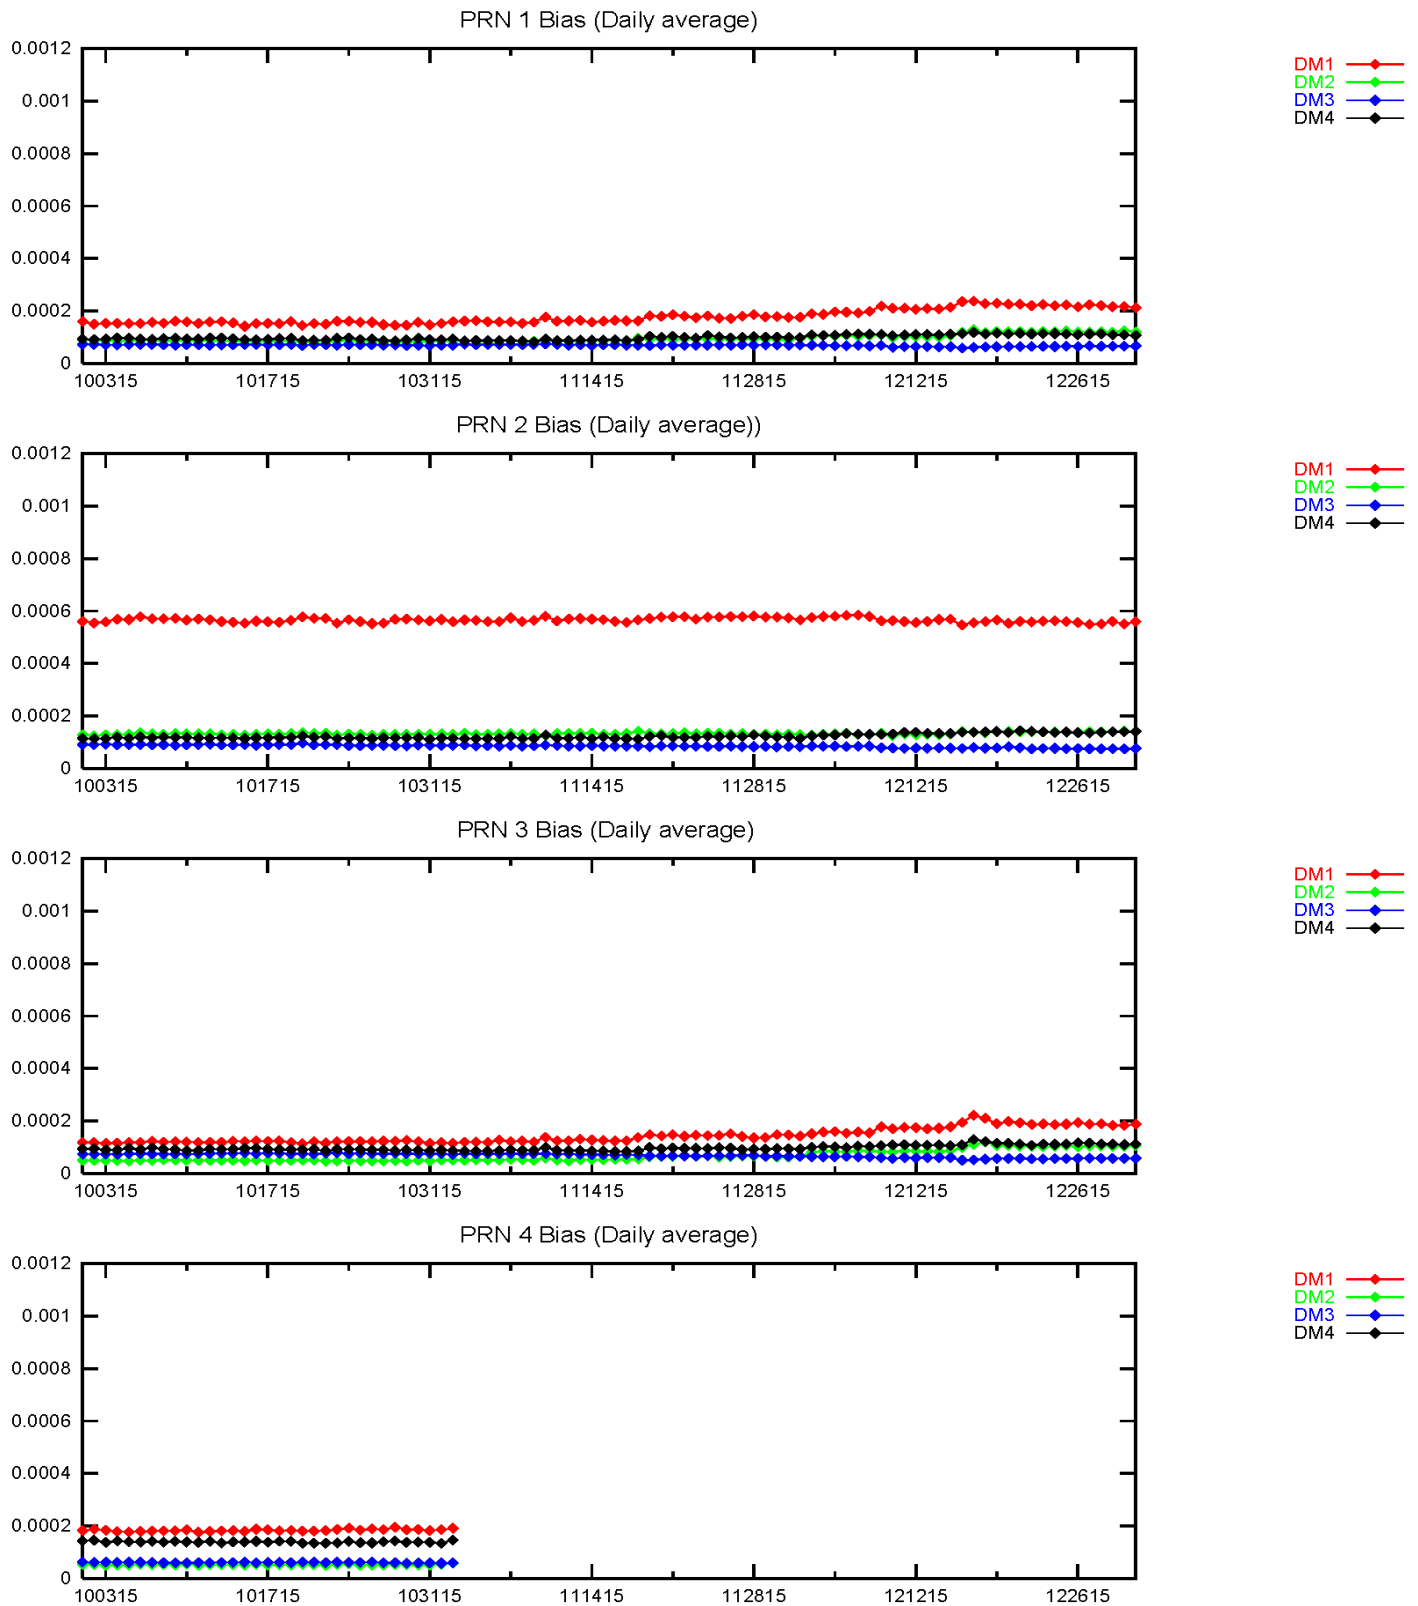 PRN 1 Bias (Daily average)
0.0012
0.001
0.0008
0.0006
0.0004
0.0002
0
100315 101715 103115 111415 112815 121215 122615
DM1
DM2
DM3
DM4
PRN 2 Bias (Daily average))
0.0012
0.001
0.0008
0.0006
0.0004
0.0002
0
100315 101715 103115 111415 112815 121215 122615
DM1
DM2
DM3
DM4
PRN 3 Bias (Daily average)
0.0012
0.001
0.0008
0.0006
0.0004
0.0002
0
100315 101715 103115 111415 112815 121215 122615
DM1
DM2
DM3
DM4
PRN 4 Bias (Daily average)
0.0012
0.001
0.0008
0.0006
0.0004
0.0002
0
100315 101715 103115 111415 112815 121215 122615
DM1
DM2
DM3
DM4